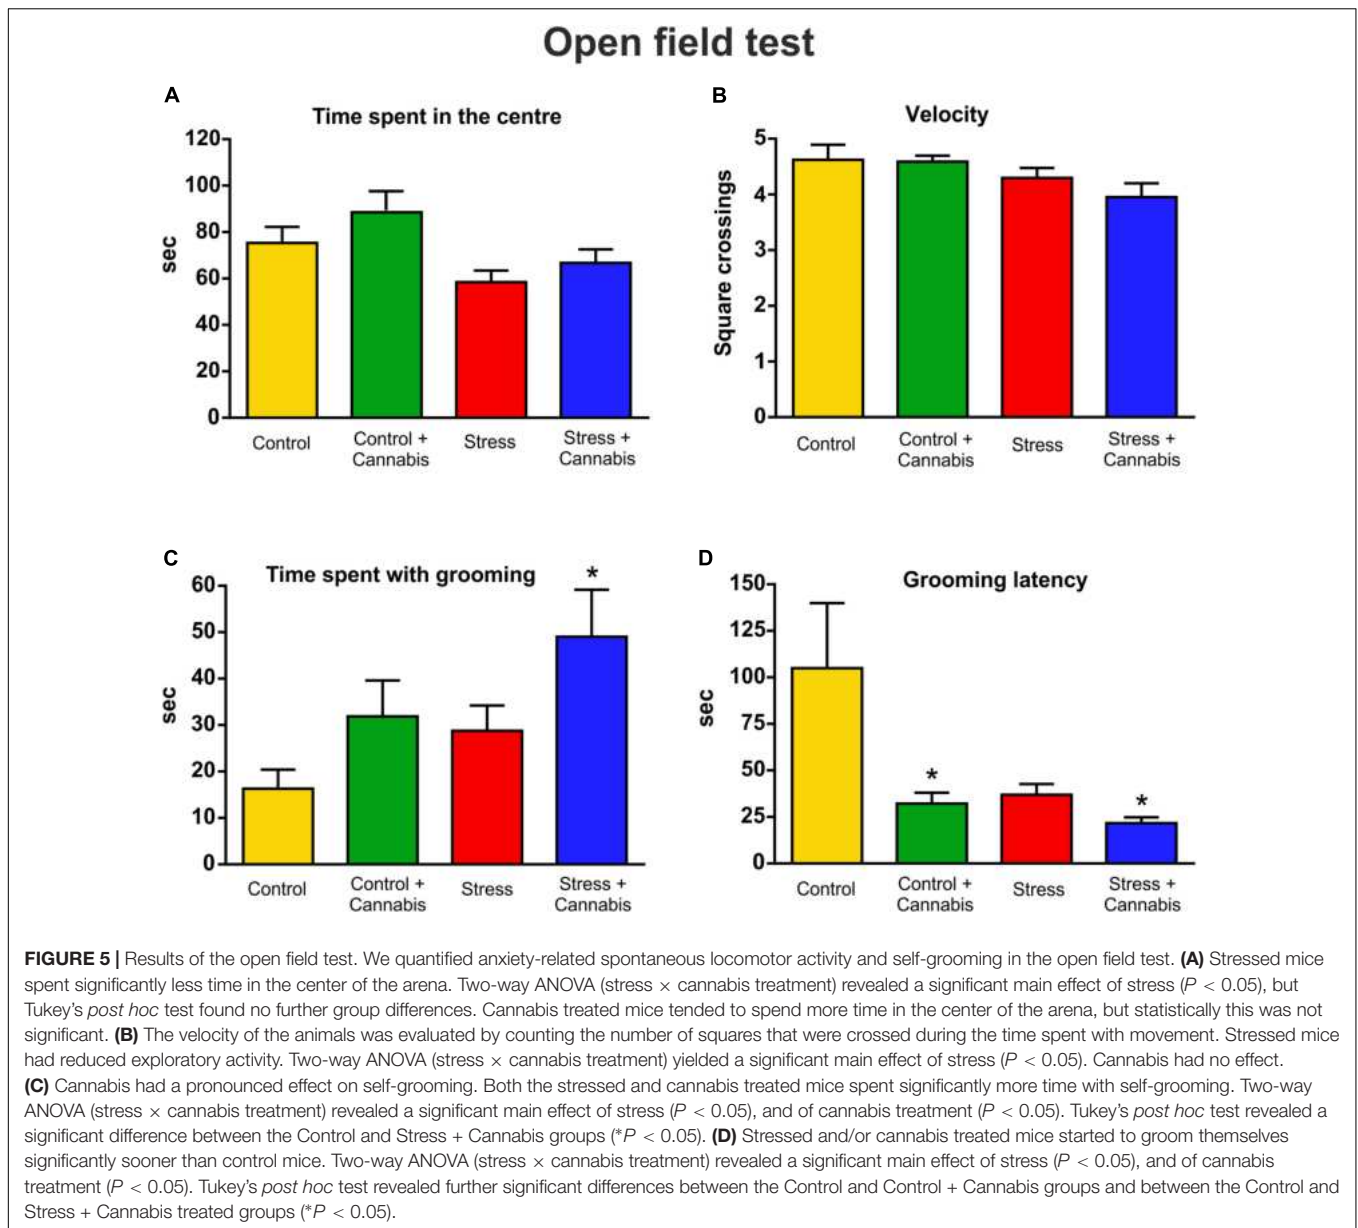 Open field test
A
Time spent in the centre
120
100
80
60
40
20
0
sec
Control
Control +
Cannabis
Stress
Stress +
Cannabis
B
Velocity
5
4
3
2
1
0
Square crossings
Control
Control +
Cannabis
Stress
Stress +
Cannabis
C
Time spent with grooming
60
50
40
30
20
10
0
sec
*
Control
Control +
Cannabis
Stress
Stress +
Cannabis
D
Grooming latency
150
125
100
75
50
25
0
sec
*
*
Control
Control +
Cannabis
Stress
Stress +
Cannabis
FIGURE 5 | Results of the open field test. We quantified anxiety-related spontaneous locomotor activity and self-grooming in the open field test. (A) Stressed mice
spent significantly less time in the center of the arena. Two-way ANOVA (stress × cannabis treatment) revealed a significant main effect of stress (P < 0.05), but
Tukey's post hoc test found no further group differences. Cannabis treated mice tended to spend more time in the center of the arena, but statistically this was not
significant. (B) The velocity of the animals was evaluated by counting the number of squares that were crossed during the time spent with movement. Stressed mice
had reduced exploratory activity. Two-way ANOVA (stress × cannabis treatment) yielded a significant main effect of stress (P < 0.05). Cannabis had no effect.
(C) Cannabis had a pronounced effect on self-grooming. Both the stressed and cannabis treated mice spent significantly more time with self-grooming. Two-way
ANOVA (stress × cannabis treatment) revealed a significant main effect of stress (P < 0.05), and of cannabis treatment (P < 0.05). Tukey's post hoc test revealed a
significant difference between the Control and Stress + Cannabis groups (*P < 0.05). (D) Stressed and/or cannabis treated mice started to groom themselves
significantly sooner than control mice. Two-way ANOVA (stress × cannabis treatment) revealed a significant main effect of stress (P < 0.05), and of cannabis
treatment (P < 0.05). Tukey's post hoc test revealed further significant differences between the Control and Control + Cannabis groups and between the Control and
Stress + Cannabis treated groups (*P < 0.05).